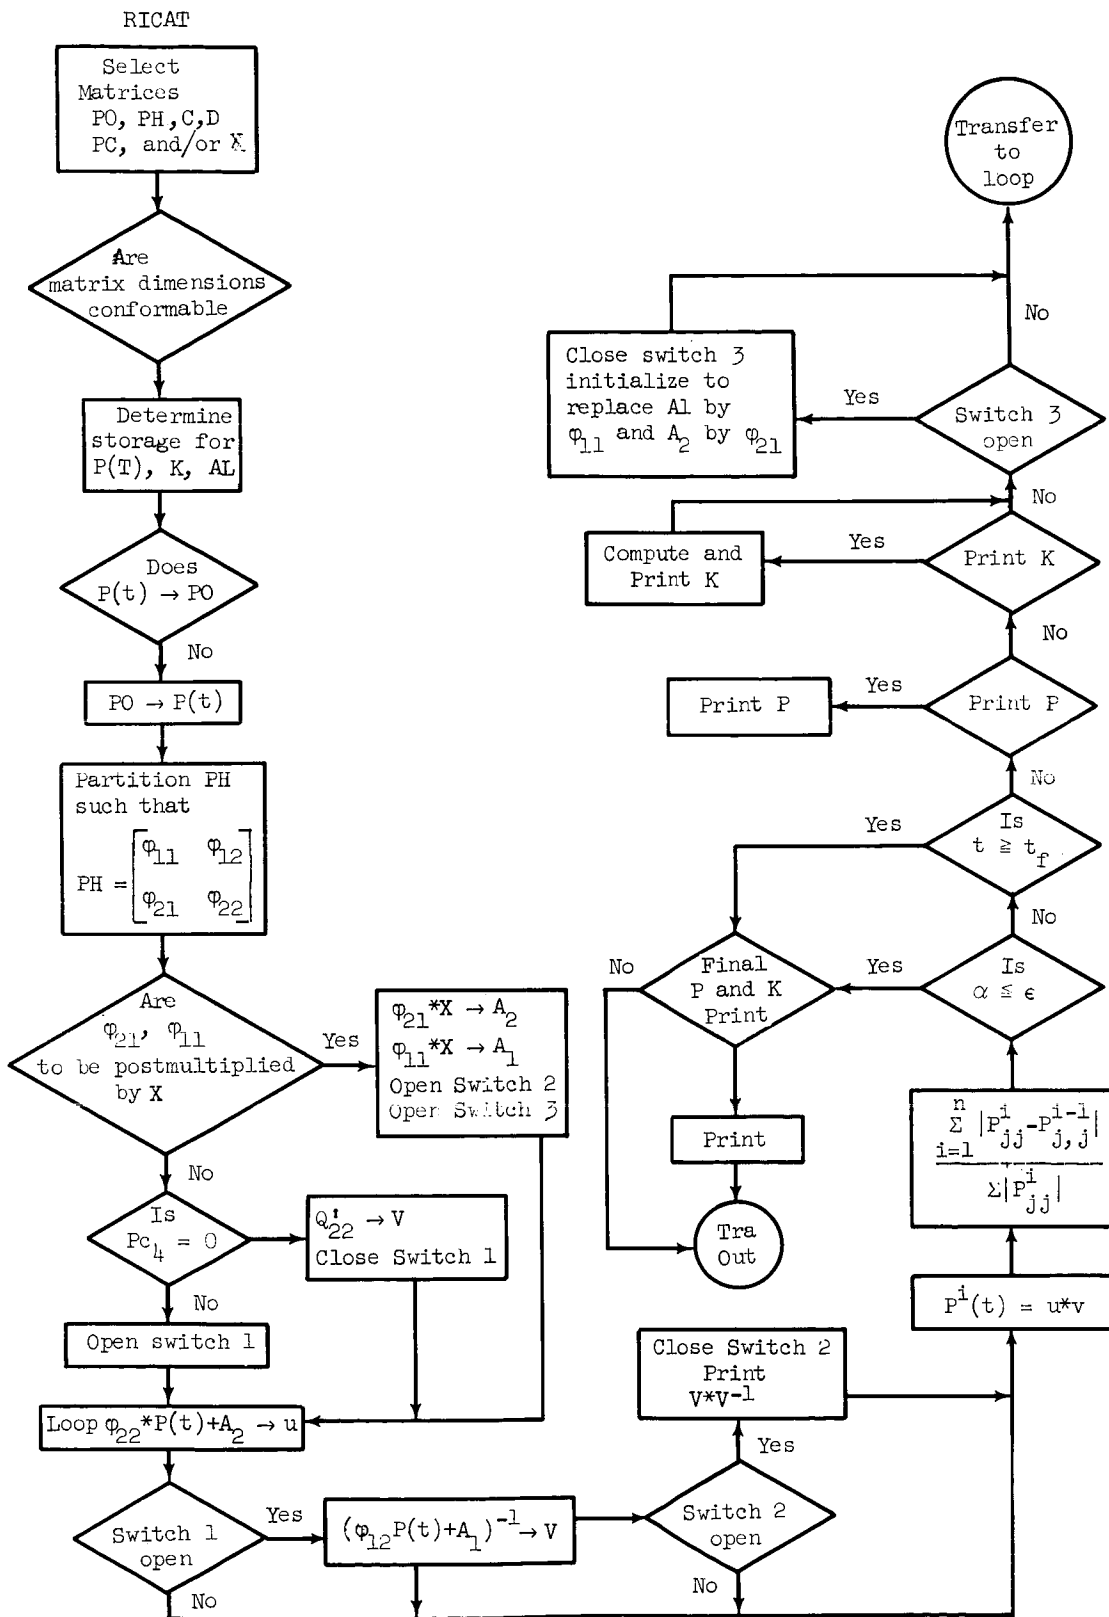 RICAT
Select
Matrices
PO, PH, C,D
PC, and/or X
Are
matrix dimensions
conformable
Determine
storage for
P(T), K, AL
Does
P(t) → PO
No
PO → P(t)
Partition PH
such that
PH = [φ11 φ12
φ21 φ22]
Are
φ21, φ11
to be postmultiplied
by X
Yes
φ21*X → A2
φ11*X → A1
Open Switch 2
Open Switch 3
No
Is
Pc4 = 0
Q'22 → V
Close Switch 1
No
Open switch 1
Loop φ22*P(t)+A2 → u
Switch 1
open
Yes
No
(φ12P(t)+A1)^-1 → V
Switch 2
open
Yes
No
Close Switch 2
Print
V*V^-1
P^i(t) = u*v
n
Σ |P^i_jj-P^i-1_j,j|
i=1
Σ|P^i_jj|
Is
α ≦ ε
Yes
No
Final
P and K
Print
No
Print
Tra
Out
Is
t ≧ t_f
Yes
No
Print P
Yes
Print P
No
Print K
Yes
Compute and
Print K
No
Switch 3
open
Yes
Close switch 3
initialize to
replace Al by
φ11 and A2 by φ21
No
Transfer
to
loop